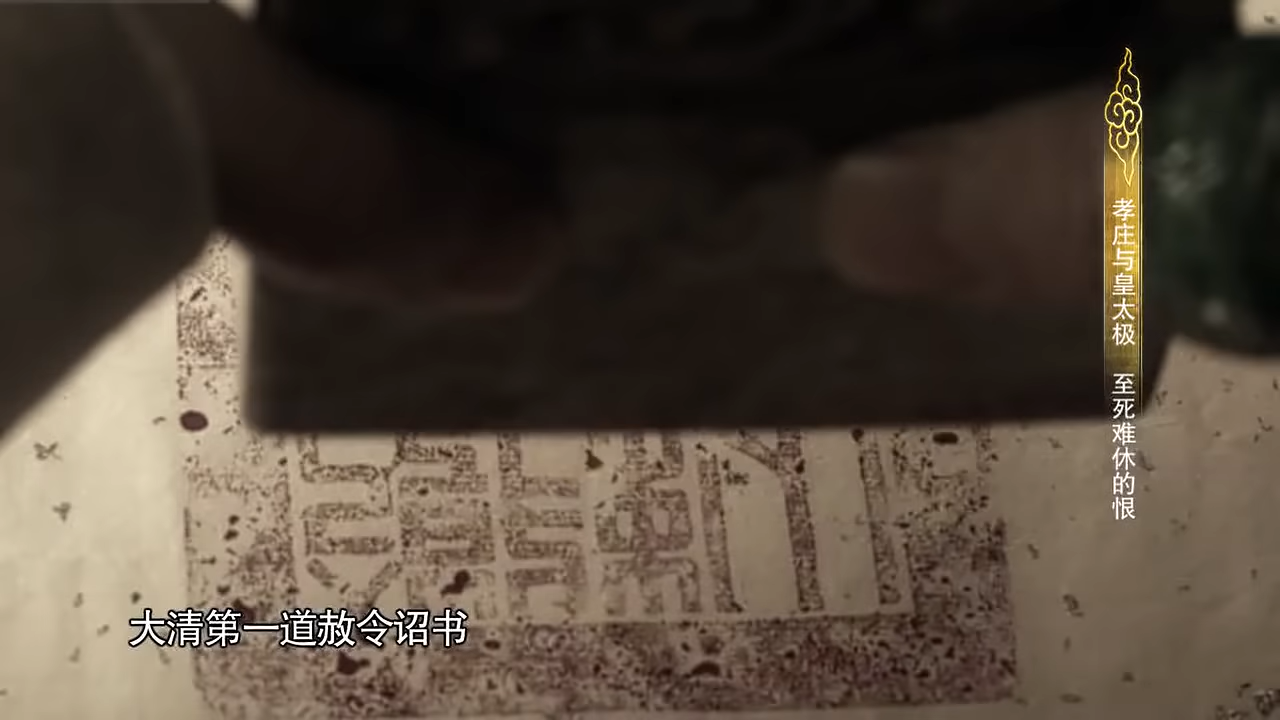 孝庄与皇太极 至死难休的恨
大清第一道赦令诏书